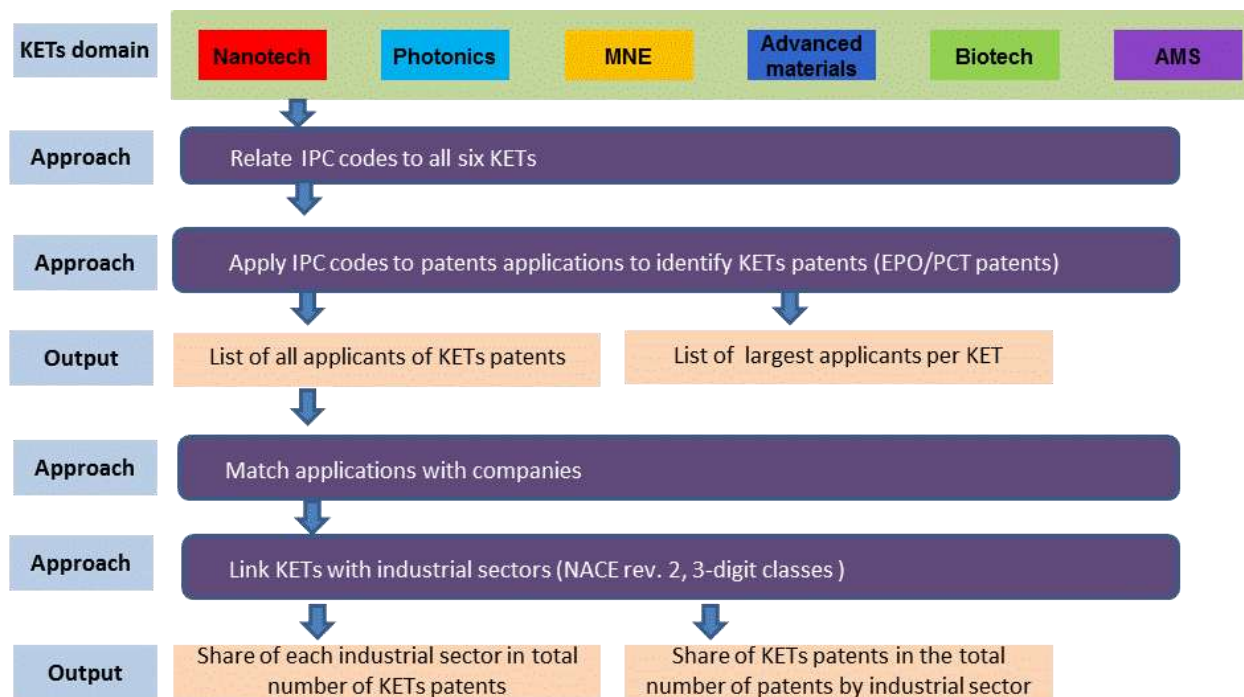 KETs domain
Nanotech
Photonics
MNE
Advanced
materials
Biotech
AMS
Approach
Relate IPC codes to all six KETs
Approach
Apply IPC codes to patents applications to identify KETs patents (EPO/PCT patents)
Output
List of all applicants of KETs patents
List of largest applicants per KET
Approach
Match applications with companies
Approach
Link KETs with industrial sectors (NACE rev. 2, 3-digit classes )
Output
Share of each industrial sector in total
number of KETs patents
Share of KETs patents in the total
number of patents by industrial sector